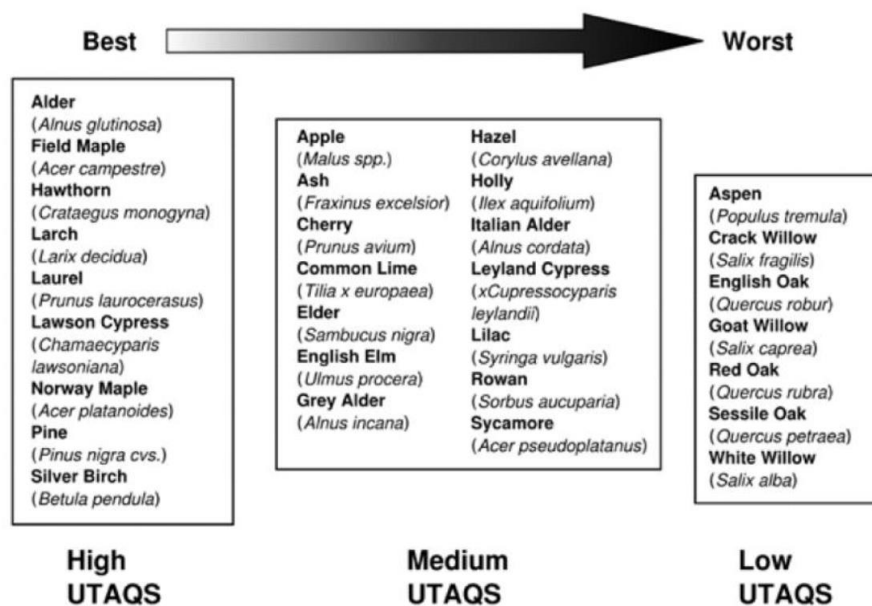 Best
Worst
Alder
(Alnus glutinosa)
Field Maple
(Acer campestre)
Hawthorn
(Crataegus monogyna)
Larch
(Larix decidua)
Laurel
(Prunus laurocerasus)
Lawson Cypress
(Chamaecyparis
lawsoniana)
Norway Maple
(Acer platanoides)
Pine
(Pinus nigra cvs.)
Silver Birch
(Betula pendula)
Apple
(Malus spp.)
Ash
(Fraxinus excelsior)
Cherry
(Prunus avium)
Common Lime
(Tilia x europaea)
Elder
(Sambucus nigra)
English Elm
(Ulmus procera)
Grey Alder
(Alnus incana)
Hazel
(Corylus avellana)
Holly
(Ilex aquifolium)
Italian Alder
(Alnus cordata)
Leyland Cypress
(xCupressocyparis
leylandii)
Lilac
(Syringa vulgaris)
Rowan
(Sorbus aucuparia)
Sycamore
(Acer pseudoplatanus)
Aspen
(Populus tremula)
Crack Willow
(Salix fragilis)
English Oak
(Quercus robur)
Goat Willow
(Salix caprea)
Red Oak
(Quercus rubra)
Sessile Oak
(Quercus petraea)
White Willow
(Salix alba)
High
UTAQS
Medium
UTAQS
Low
UTAQS